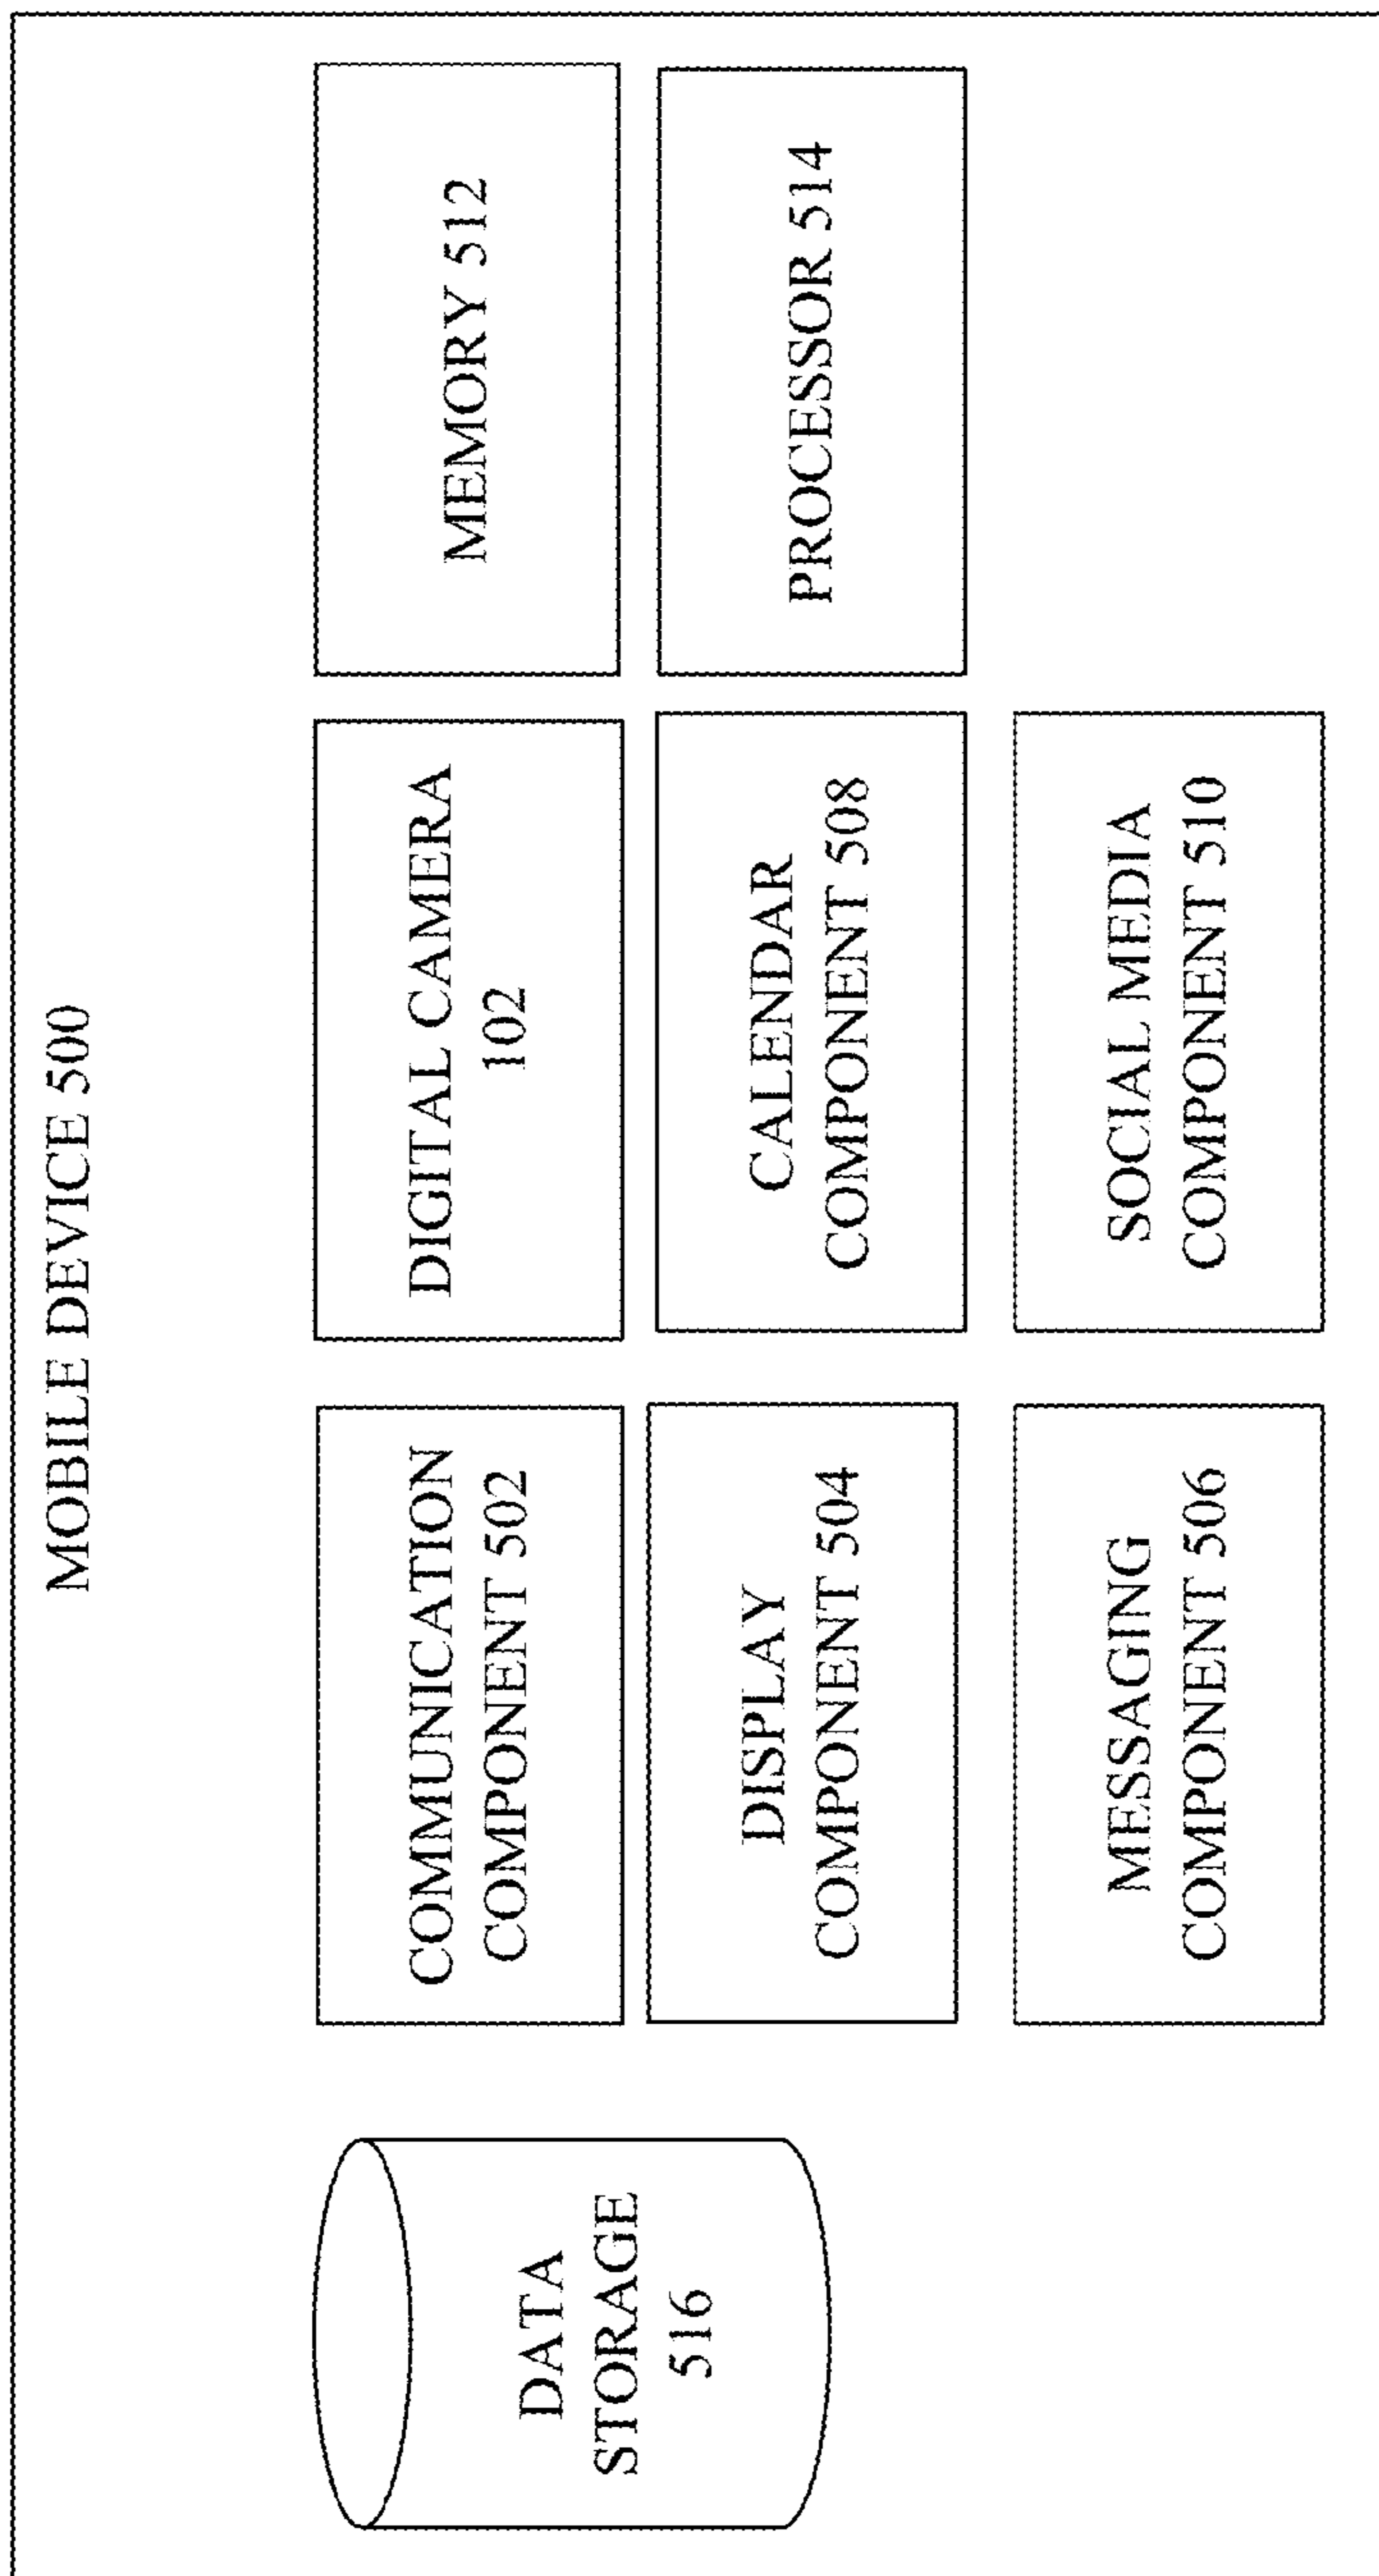 MOBILE DEVICE 500
DATA
STORAGE
516
COMMUNICATION
COMPONENT 502
DIGITAL CAMERA
102
MEMORY 512
DISPLAY
COMPONENT 504
CALENDAR
COMPONENT 508
PROCESSOR 514
MESSAGING
COMPONENT 506
SOCIAL MEDIA
COMPONENT 510